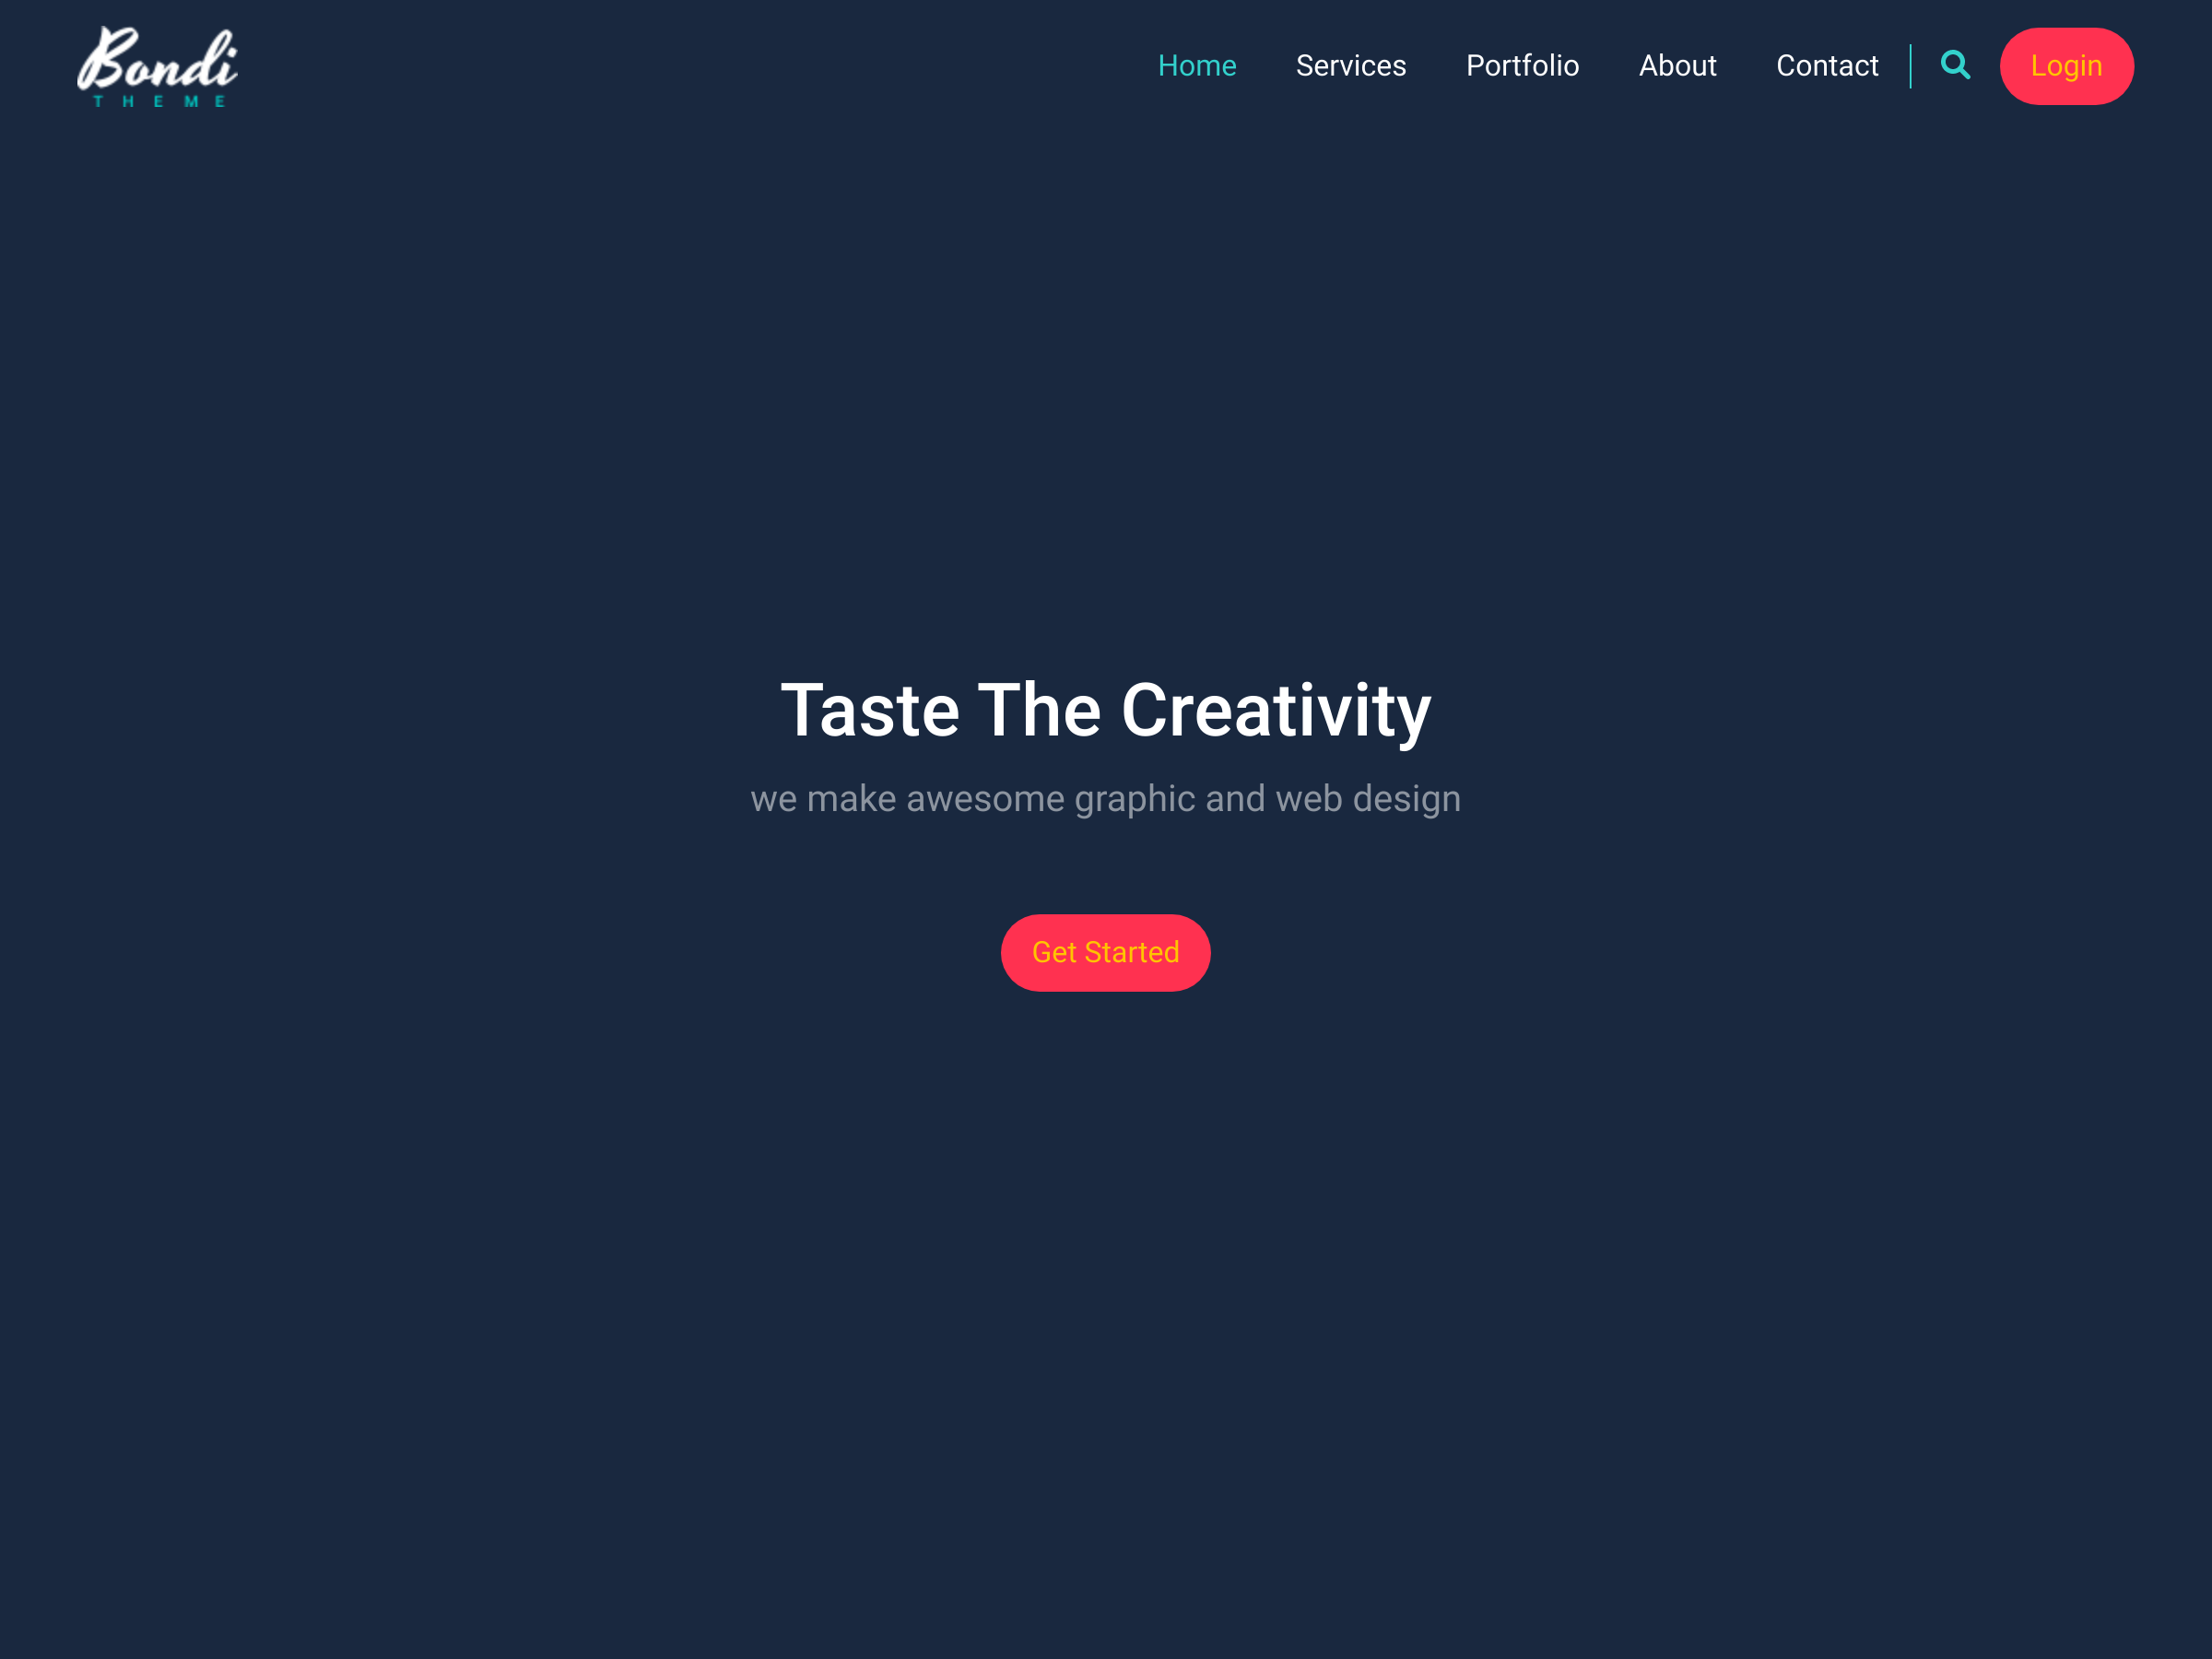 Bondi
THEME
Home Services Portfolio About Contact Login
Taste The Creativity
we make awesome graphic and web design
Get Started